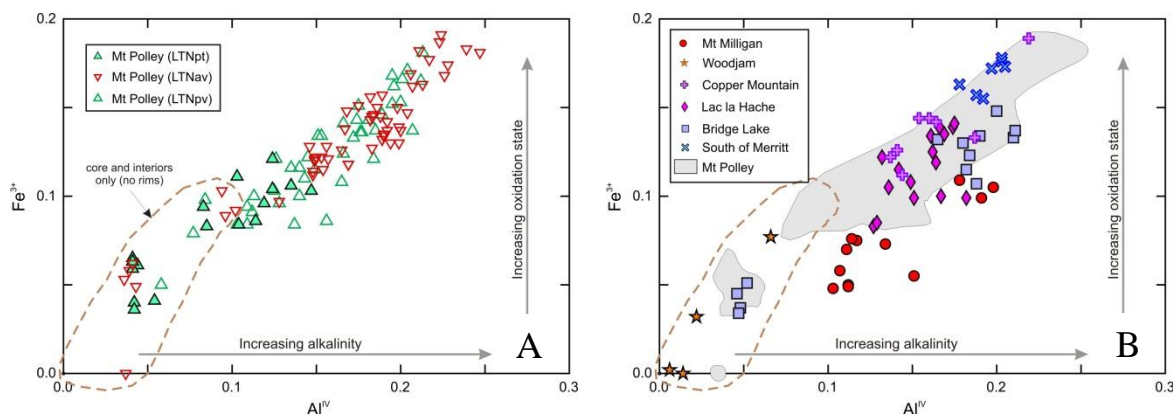 0.2
Mt Polley (LTNpt)
Mt Polley (LTNav)
Mt Polley (LTNpv)
core and interiors
only (no rims)
Fe3+
0.1
Increasing oxidation state
Increasing alkalinity
A
0.0
0.0
0.1
0.2
0.3
AlIV
0.2
Mt Milligan
Woodjam
Copper Mountain
Lac la Hache
Bridge Lake
South of Merritt
Mt Polley
Fe3+
0.1
Increasing oxidation state
Increasing alkalinity
B
0.0
0.0
0.1
0.2
0.3
AlIV